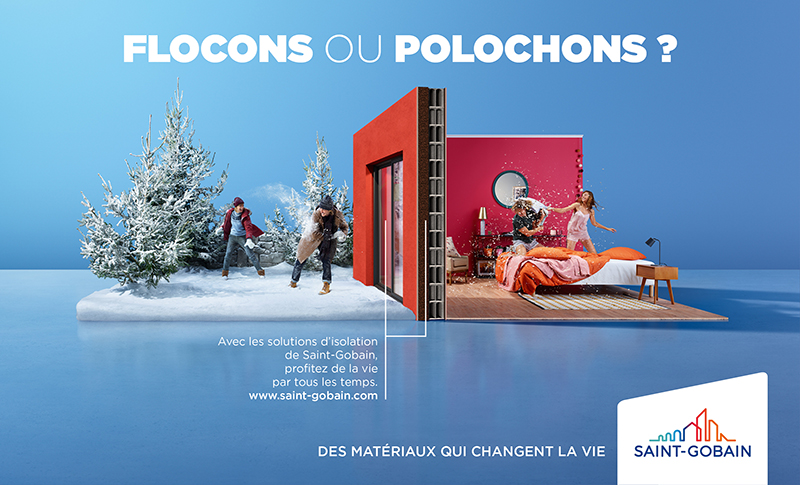 FLOCONS OU POLOCHONS ?
Avec les solutions d'isolation
de Saint-Gobain,
profitez de la vie
par tous les temps.
www.saint-gobain.com
DES MATÉRIAUX QUI CHANGENT LA VIE
SAINT-GOBAIN